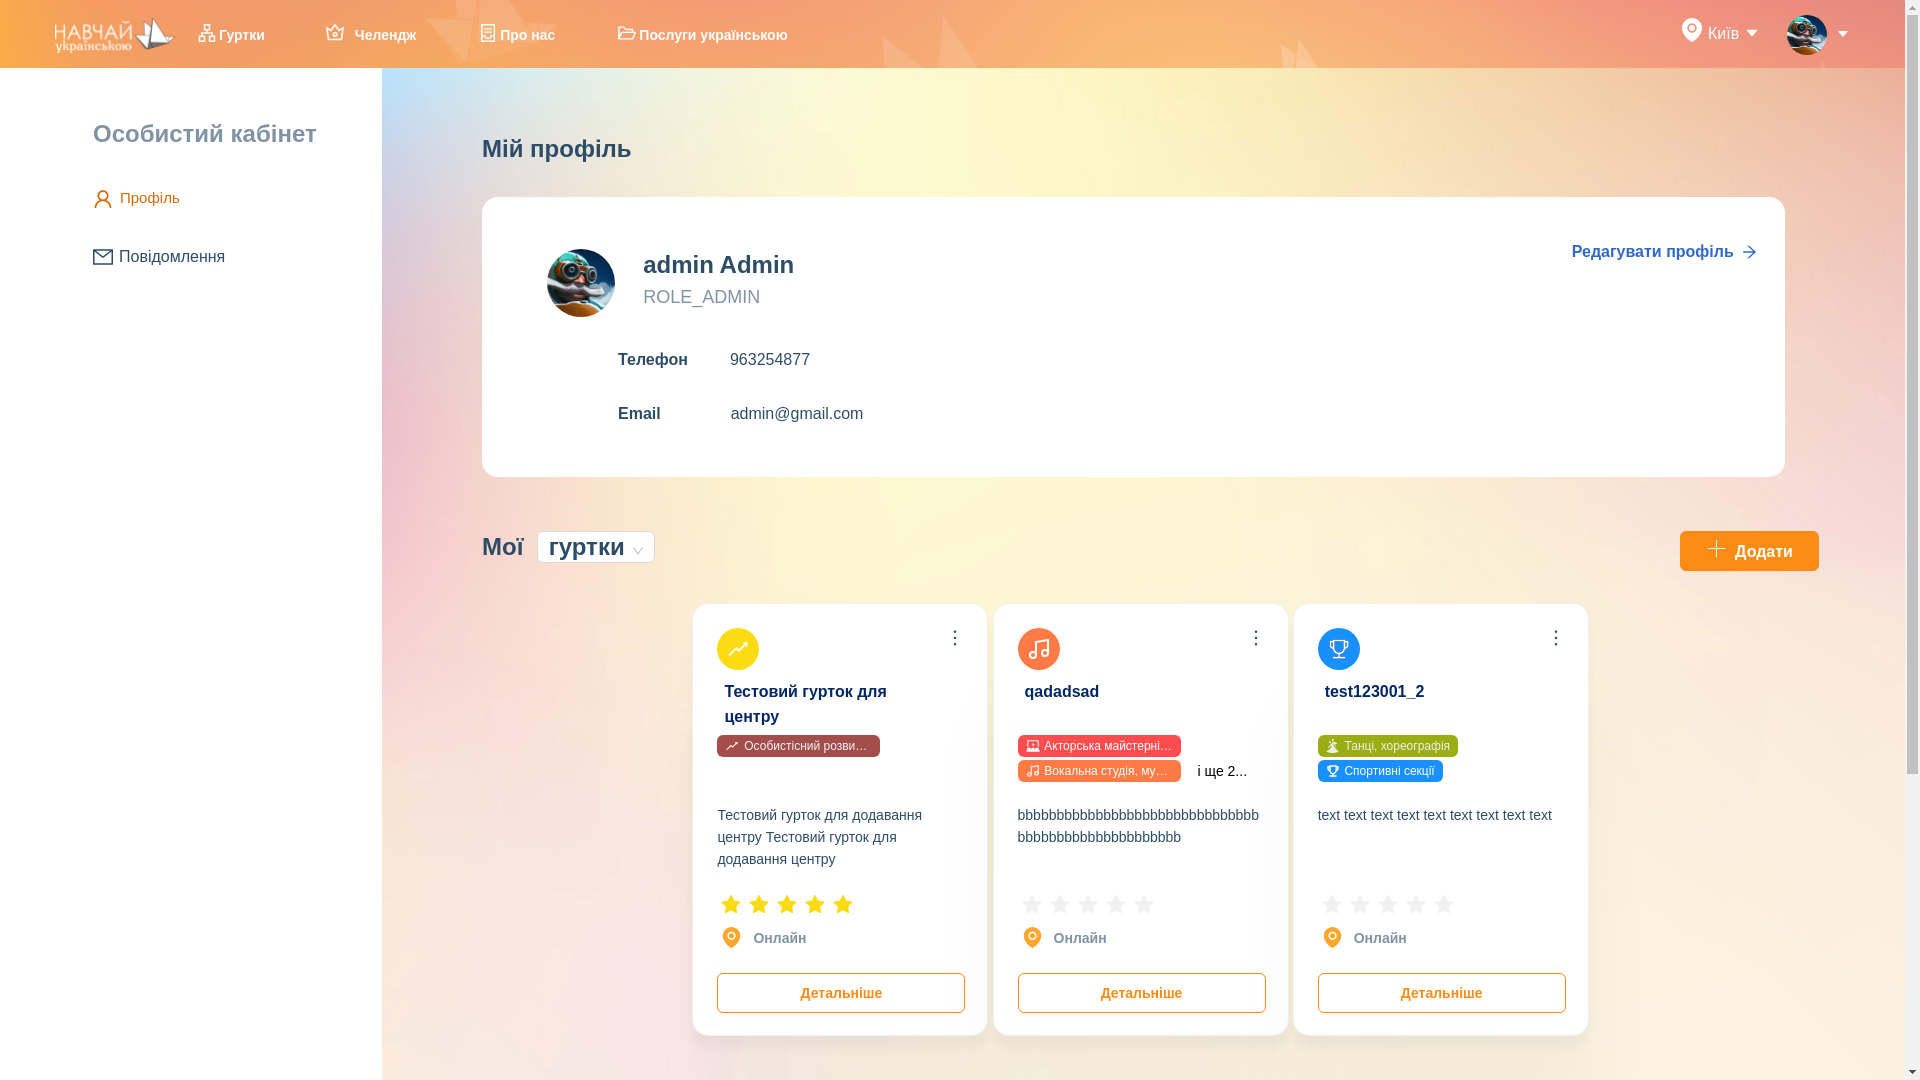 НАВЧАЙ
українською
Гуртки
Челендж
Про нас
Послуги українською
Київ
Особистий кабінет
Профіль
Повідомлення
Мій профіль
admin Admin
ROLE_ADMIN
Редагувати профіль
Телефон 963254877
Email admin@gmail.com
Мої гуртки
Додати
Тестовий гурток для
центру
Особистісний розви...
Тестовий гурток для додавання
центру Тестовий гурток для
додавання центру
Онлайн
Детальніше
qadadsad
Акторська майстерні...
Вокальна студія, му...
і ще 2...
bbbbbbbbbbbbbbbbbbbbbbbbbbbbbbb
bbbbbbbbbbbbbbbbbbbbb
Онлайн
Детальніше
test123001_2
Танці, хореографія
Спортивні секції
text text text text text text text text text
Онлайн
Детальніше